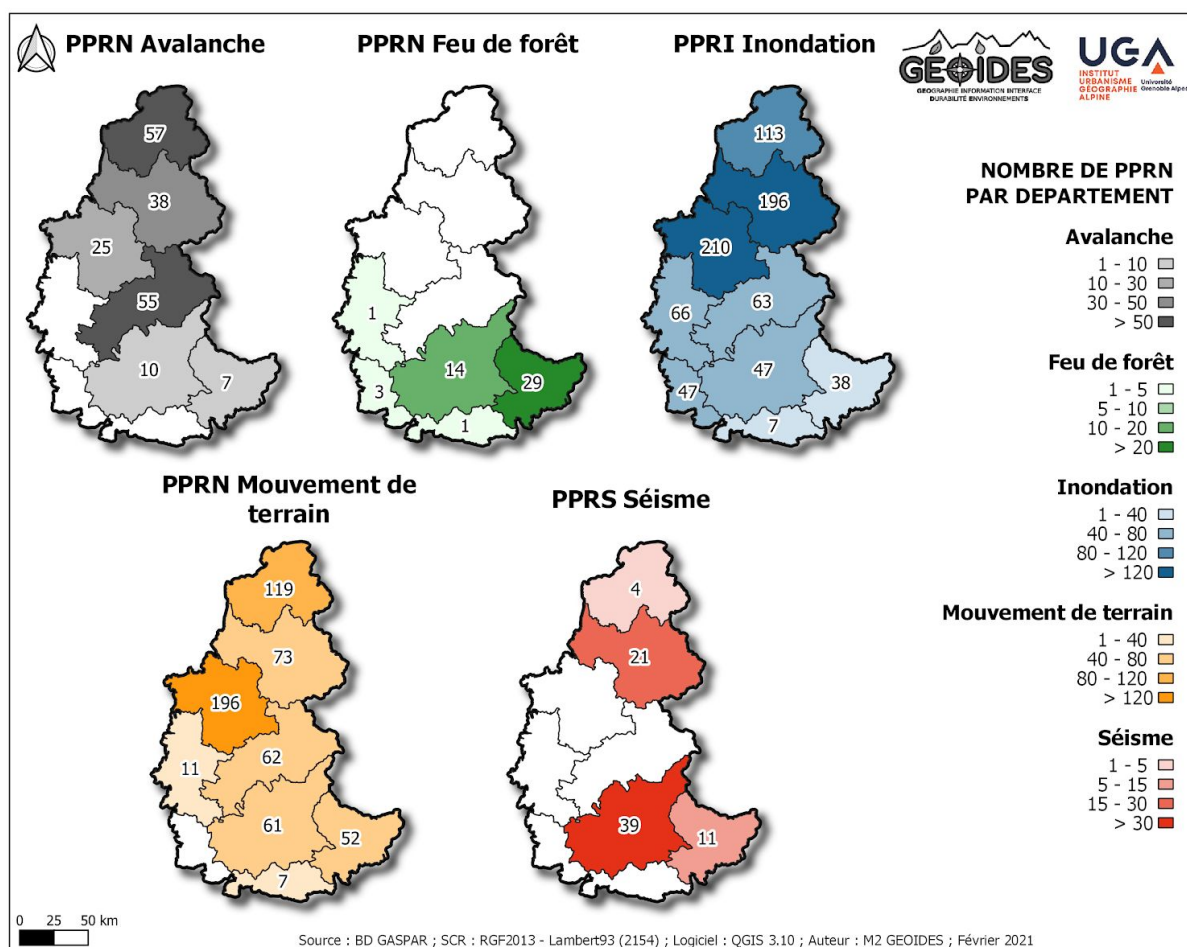 PPRN Avalanche
PPRN Feu de forêt
PPRI Inondation
GÉOIDES
GEOGRAPHIE INFORMATION INTERFACE
DURABILITÉ ENVIRONNEMENTS
UGA
INSTITUT
URBANISME
GÉOGRAPHIE
ALPINE
Université
Grenoble Alpes
57
38
25
55
10
7
1
14
29
3
1
113
196
210
63
66
47
47
38
7
NOMBRE DE PPRN
PAR DEPARTEMENT
Avalanche
1 - 10
10 - 30
30 - 50
> 50
Feu de forêt
1 - 5
5 - 10
10 - 20
> 20
Inondation
1 - 40
40 - 80
80 - 120
> 120
Mouvement de terrain
1 - 40
40 - 80
80 - 120
> 120
Séisme
1 - 5
5 - 15
15 - 30
> 30
PPRN Mouvement de
terrain
PPRS Séisme
119
73
196
11
62
61
52
7
4
21
39
11
0 25 50 km
Source : BD GASPAR ; SCR : RGF2013 - Lambert93 (2154) ; Logiciel : QGIS 3.10 ; Auteur : M2 GEOIDES ; Février 2021